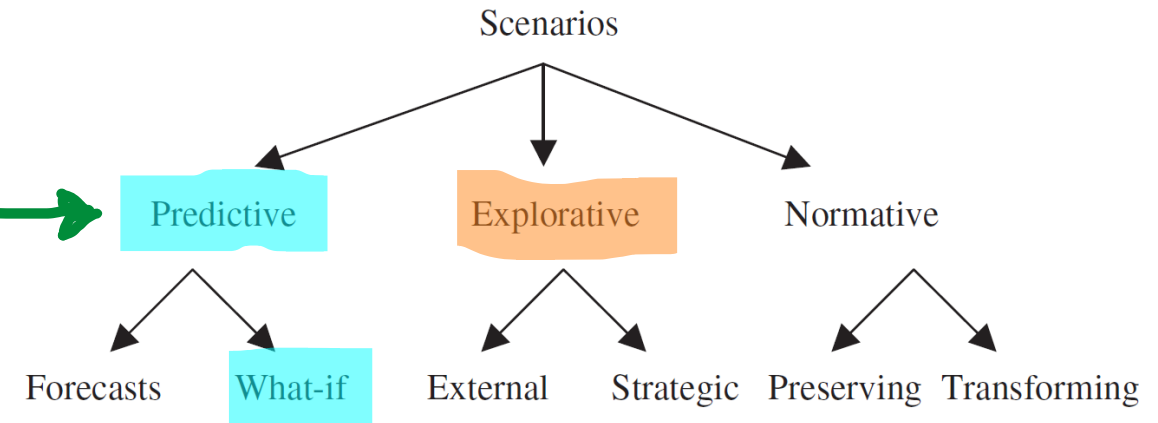 Scenarios
Predictive Explorative Normative
Forecasts What-if External Strategic Preserving Transforming